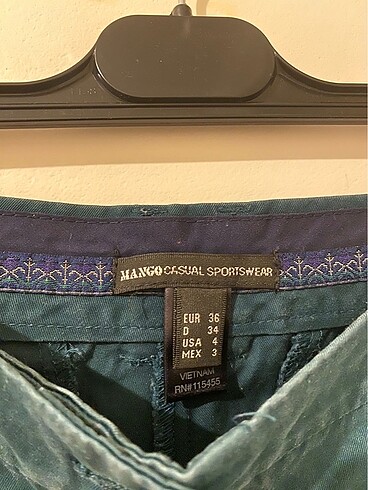 MANGO CASUAL SPORTSWEAR
EUR 36
D 34
USA 4
MEX 3
VIETNAM
RN#115455